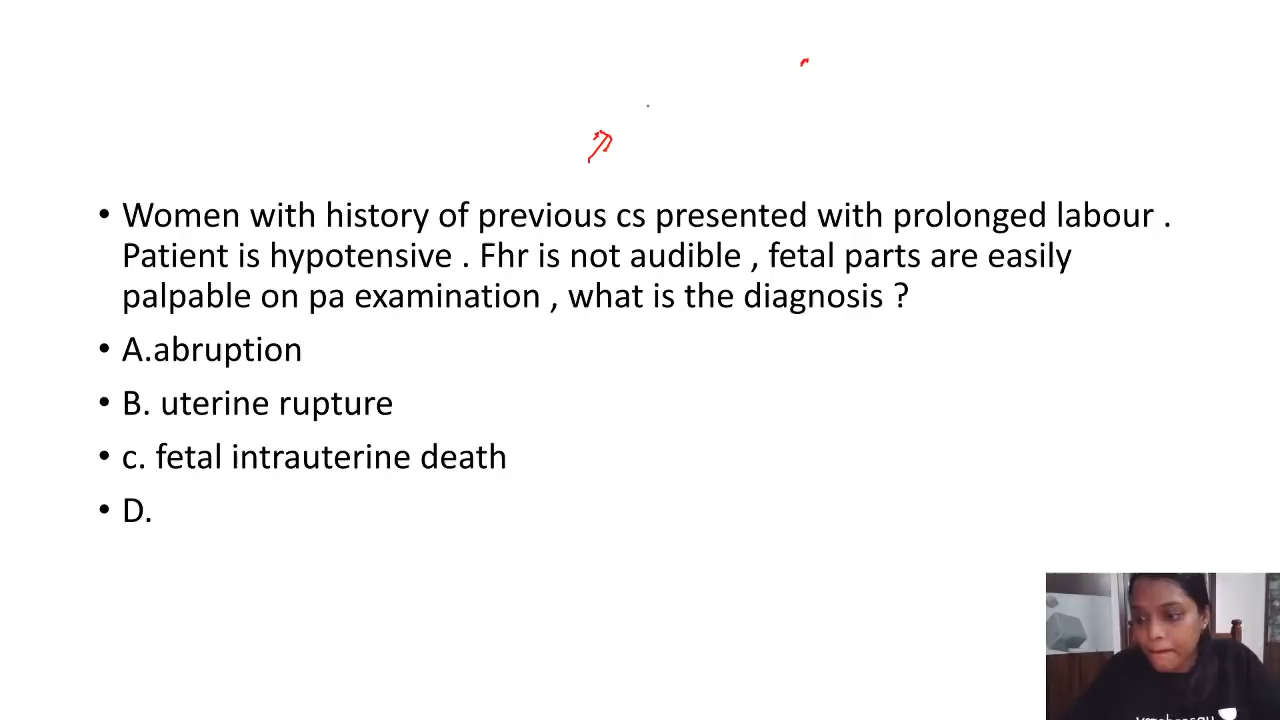 • Women with history of previous cs presented with prolonged labour .
Patient is hypotensive . Fhr is not audible , fetal parts are easily
palpable on pa examination , what is the diagnosis ?
• A.abruption
• B. uterine rupture
• c. fetal intrauterine death
• D.